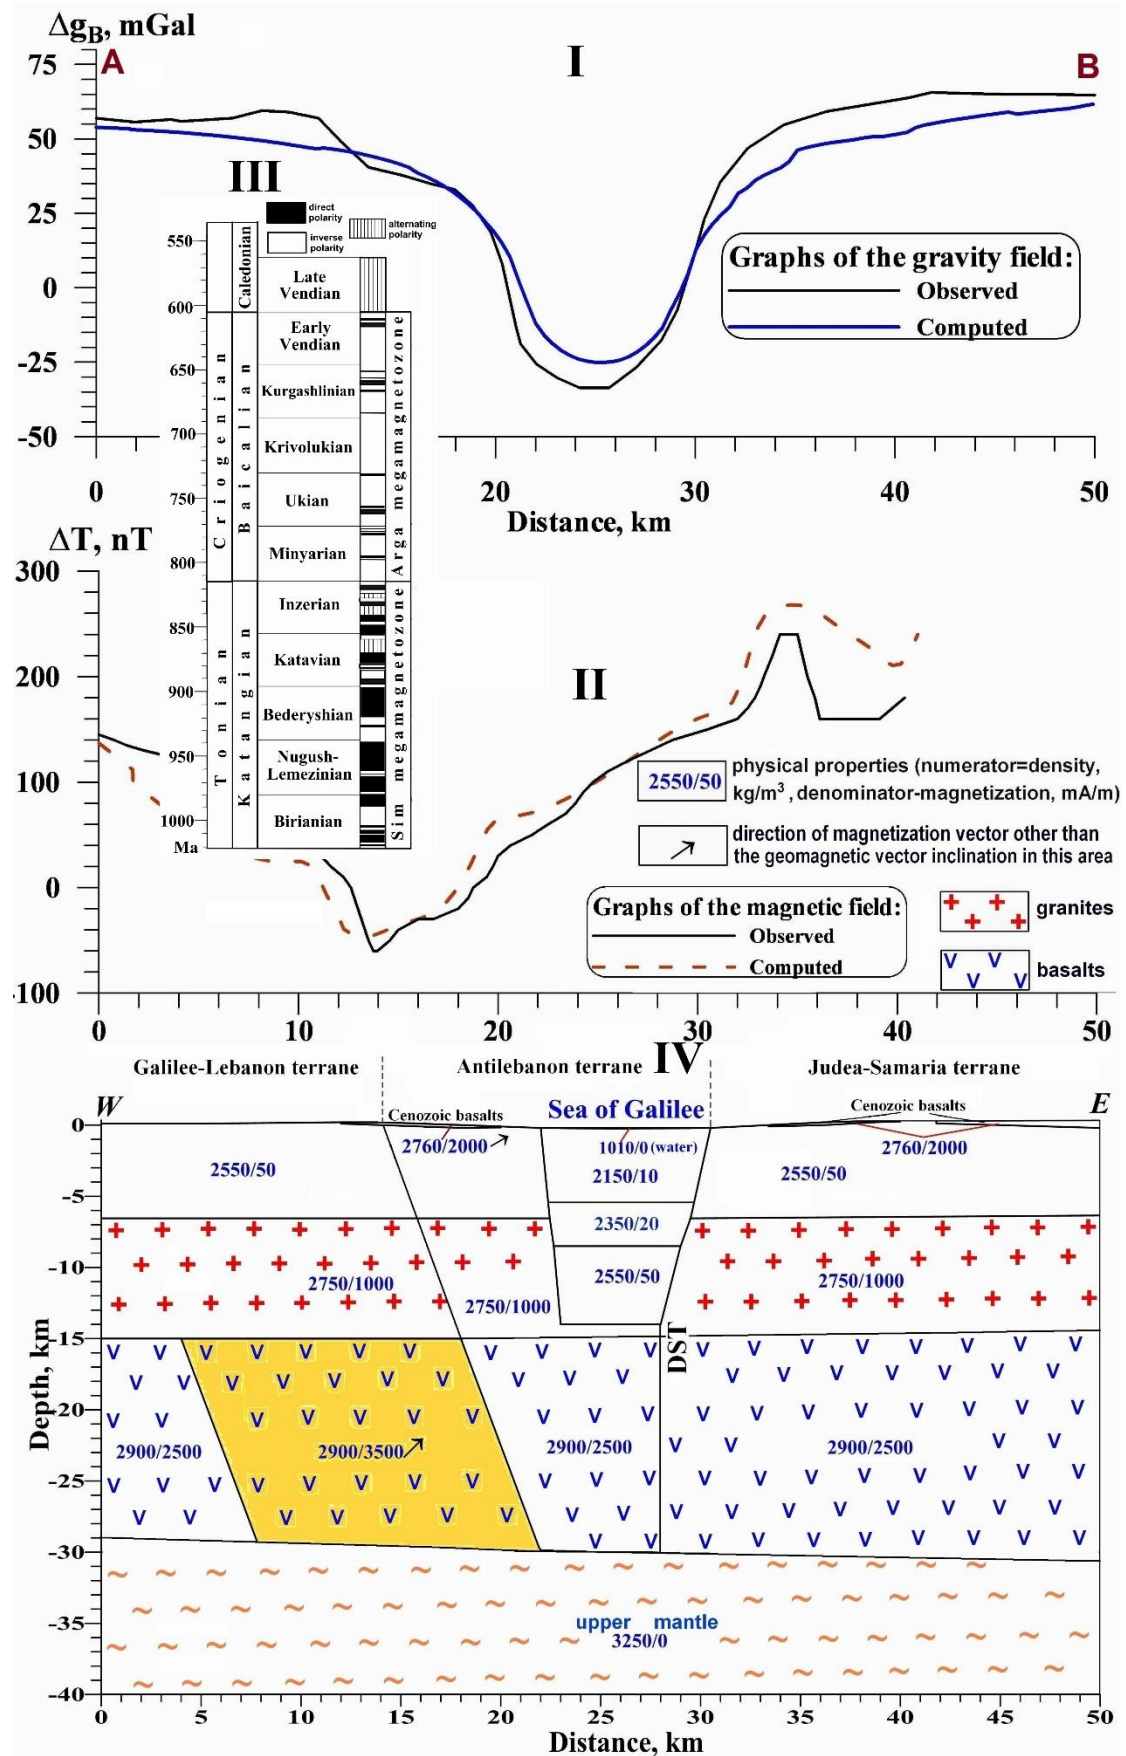 Δg_B, mGal
I
A
B
75
50
25
0
-25
-50
III
direct
polarity
inverse
polarity
alternating
polarity
Graphs of the gravity field:
Observed
Computed
0
20
30
40
50
Distance, km
550
600
650
700
750
800
850
900
950
1000
Ma
Caledonian
Criogenian
Baicalian
Tonian
Katangian
Late
Vendian
Early
Vendian
Kurgashlinian
Krivolukian
Ukian
Minyarian
Inzerian
Katavian
Bederyshian
Nugush-
Lemezinian
Birianian
Arga megamagnetozone
Sim megamagnetozone
ΔT, nT
300
200
100
0
-100
II
2550/50
physical properties (numerator=density,
kg/m³, denominator-magnetization, mA/m)
direction of magnetization vector other than
the geomagnetic vector inclination in this area
Graphs of the magnetic field:
Observed
Computed
granites
basalts
0
10
20
30
40
50
IV
Galilee-Lebanon terrane
Antilebanon terrane
Judea-Samaria terrane
W
E
Cenozoic basalts
Sea of Galilee
Cenozoic basalts
0
-5
-10
-15
-20
-25
-30
-35
-40
Depth, km
2760/2000
1010/0 (water)
2760/2000
2550/50
2150/10
2550/50
2350/20
2550/50
2750/1000
2750/1000
2750/1000
DST
2900/2500
2900/3500
2900/2500
2900/2500
upper mantle
3250/0
0
5
10
15
20
25
30
35
40
45
50
Distance, km